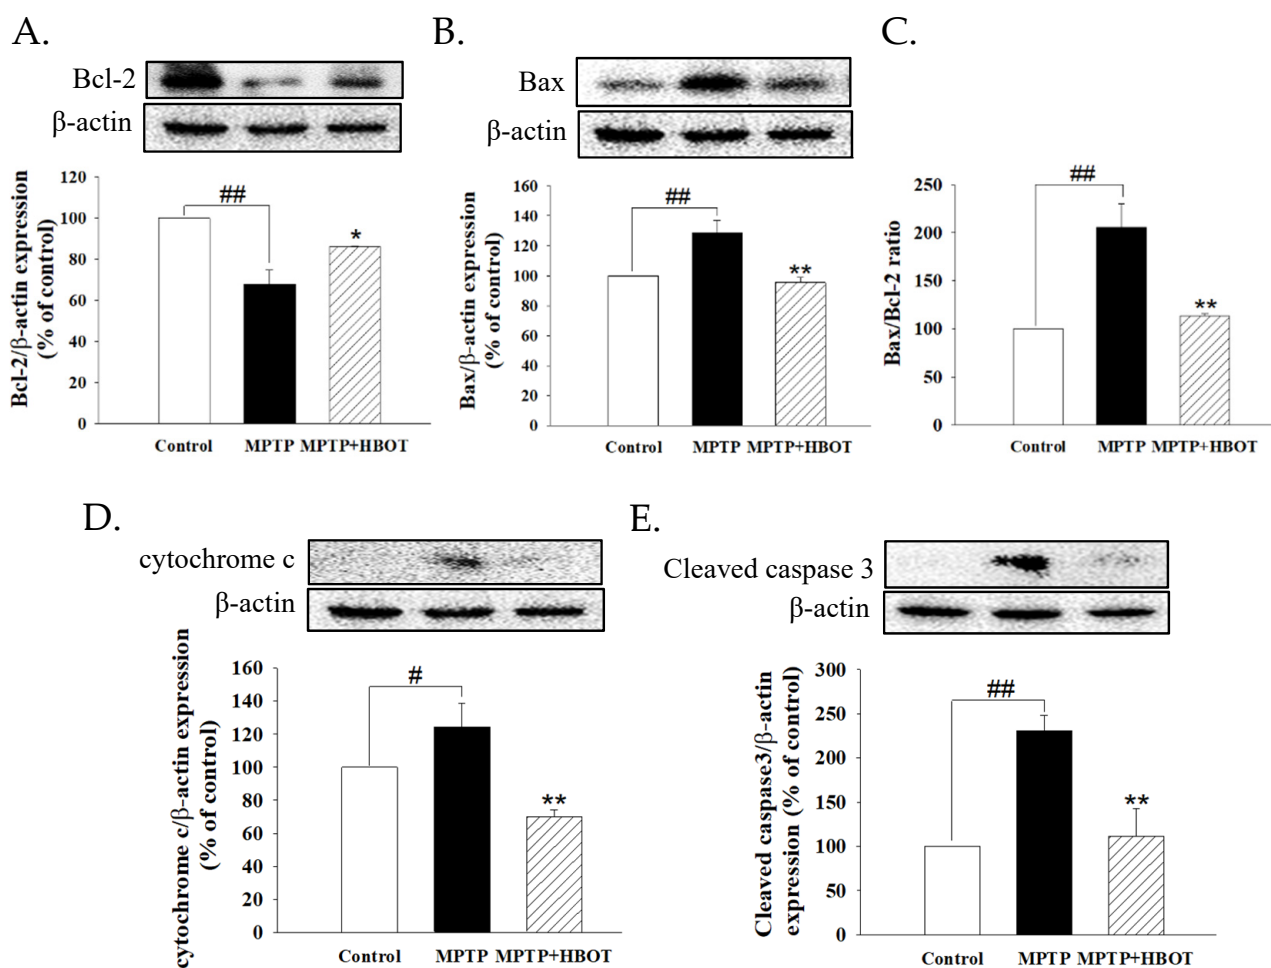 A.
Bcl-2
β-actin
Bcl-2/β-actin expression
(% of control)
120
100
80
60
40
20
0
##
*
Control MPTP MPTP+HBOT
B.
Bax
β-actin
Bax/β-actin expression
(% of control)
160
140
120
100
80
60
40
20
0
##
**
Control MPTP MPTP+HBOT
C.
Bax/Bcl-2 ratio
250
200
150
100
50
0
##
**
Control MPTP MPTP+HBOT
D.
cytochrome c
β-actin
cytochrome c/β-actin expression
(% of control)
160
140
120
100
80
60
40
20
0
#
**
Control MPTP MPTP+HBOT
E.
Cleaved caspase 3
β-actin
Cleaved caspase3/β-actin
expression (% of control)
300
250
200
150
100
50
0
##
**
Control MPTP MPTP+HBOT